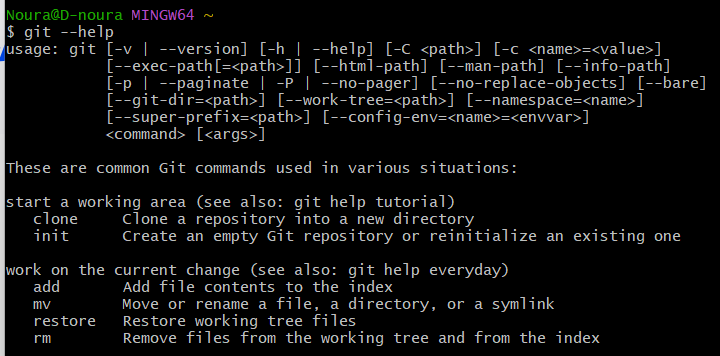 Noura@D-noura MINGW64 ~
$ git --help
usage: git [-v | --version] [-h | --help] [-C <path>] [-c <name>=<value>]
           [--exec-path[=<path>]] [--html-path] [--man-path] [--info-path]
           [-p | --paginate | -P | --no-pager] [--no-replace-objects] [--bare]
           [--git-dir=<path>] [--work-tree=<path>] [--namespace=<name>]
           [--super-prefix=<path>] [--config-env=<name>=<envvar>]
           <command> [<args>]

These are common Git commands used in various situations:

start a working area (see also: git help tutorial)
   clone     Clone a repository into a new directory
   init      Create an empty Git repository or reinitialize an existing one

work on the current change (see also: git help everyday)
   add       Add file contents to the index
   mv        Move or rename a file, a directory, or a symlink
   restore   Restore working tree files
   rm        Remove files from the working tree and from the index